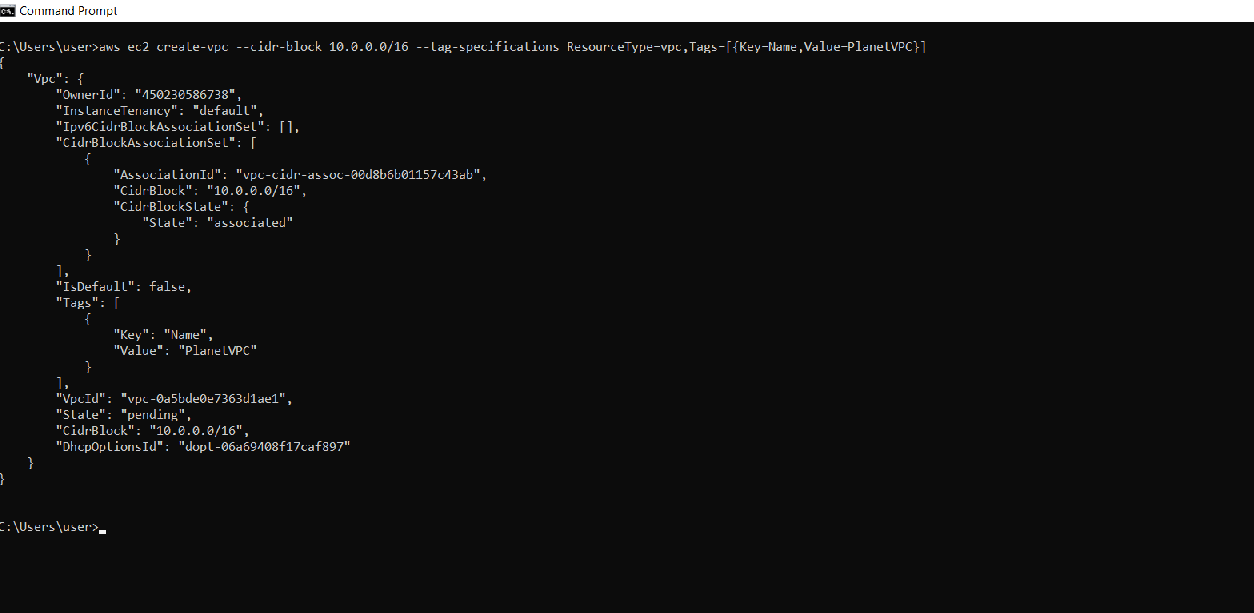 Command Prompt
C:\Users\user>aws ec2 create-vpc --cidr-block 10.0.0.0/16 --tag-specifications ResourceType=vpc,Tags=[{Key=Name,Value=PlanetVPC}]
{
    "Vpc": {
        "OwnerId": "450230586738",
        "InstanceTenancy": "default",
        "Ipv6CidrBlockAssociationSet": [],
        "CidrBlockAssociationSet": [
            {
                "AssociationId": "vpc-cidr-assoc-00d8b6b01157c43ab",
                "CidrBlock": "10.0.0.0/16",
                "CidrBlockState": {
                    "State": "associated"
                }
            }
        ],
        "IsDefault": false,
        "Tags": [
            {
                "Key": "Name",
                "Value": "PlanetVPC"
            }
        ],
        "VpcId": "vpc-0a5bde0e7363d1ae1",
        "State": "pending",
        "CidrBlock": "10.0.0.0/16",
        "DhcpOptionsId": "dopt-06a69408f17caf897"
    }
}
C:\Users\user>